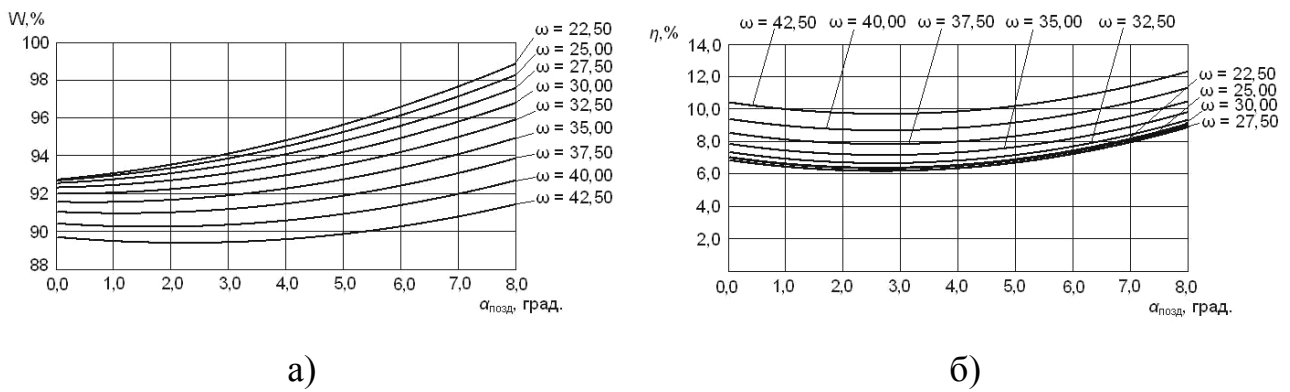 W,%
100
98
96
94
92
90
88
0,0 1,0 2,0 3,0 4,0 5,0 6,0 7,0 8,0
αпозд, град.
ω = 22,50
ω = 25,00
ω = 27,50
ω = 30,00
ω = 32,50
ω = 35,00
ω = 37,50
ω = 40,00
ω = 42,50
а)
η,%
ω = 42,50 ω = 40,00 ω = 37,50 ω = 35,00 ω = 32,50
14,0
12,0
10,0
8,0
6,0
4,0
2,0
0,0 1,0 2,0 3,0 4,0 5,0 6,0 7,0 8,0
αпозд, град.
ω = 22,50
ω = 25,00
ω = 30,00
ω = 27,50
б)